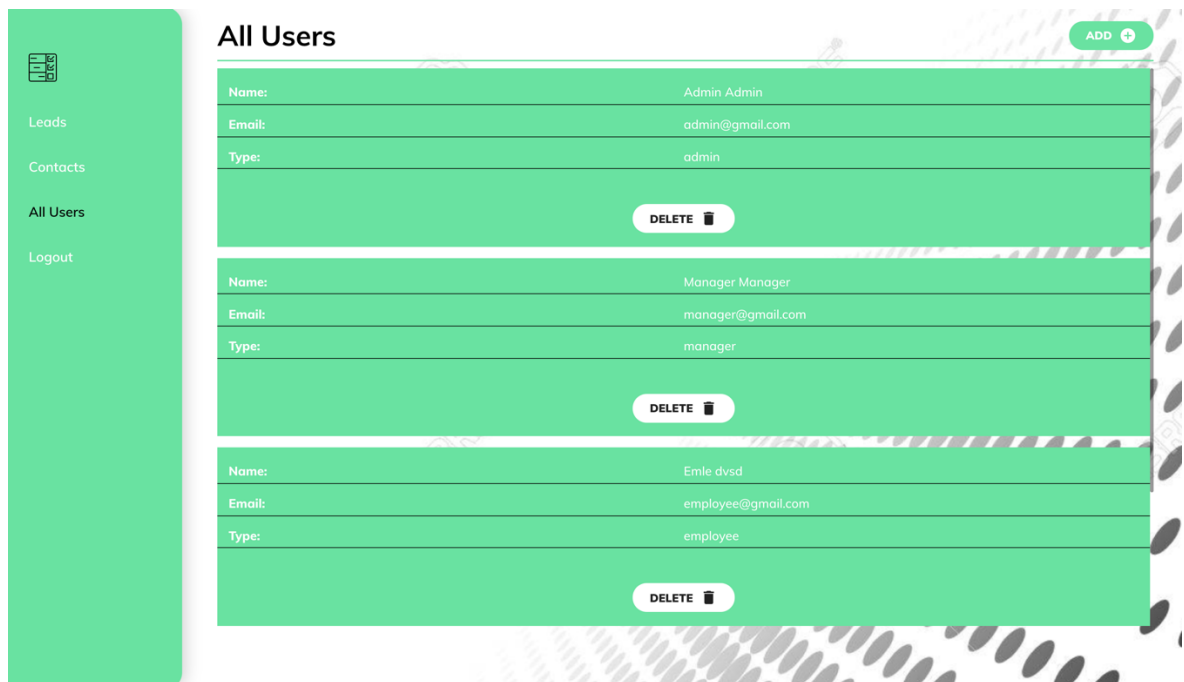 All Users
ADD
Leads
Contacts
All Users
Logout
Name: Admin Admin
Email: admin@gmail.com
Type: admin
DELETE
Name: Manager Manager
Email: manager@gmail.com
Type: manager
DELETE
Name: Emle dvsd
Email: employee@gmail.com
Type: employee
DELETE